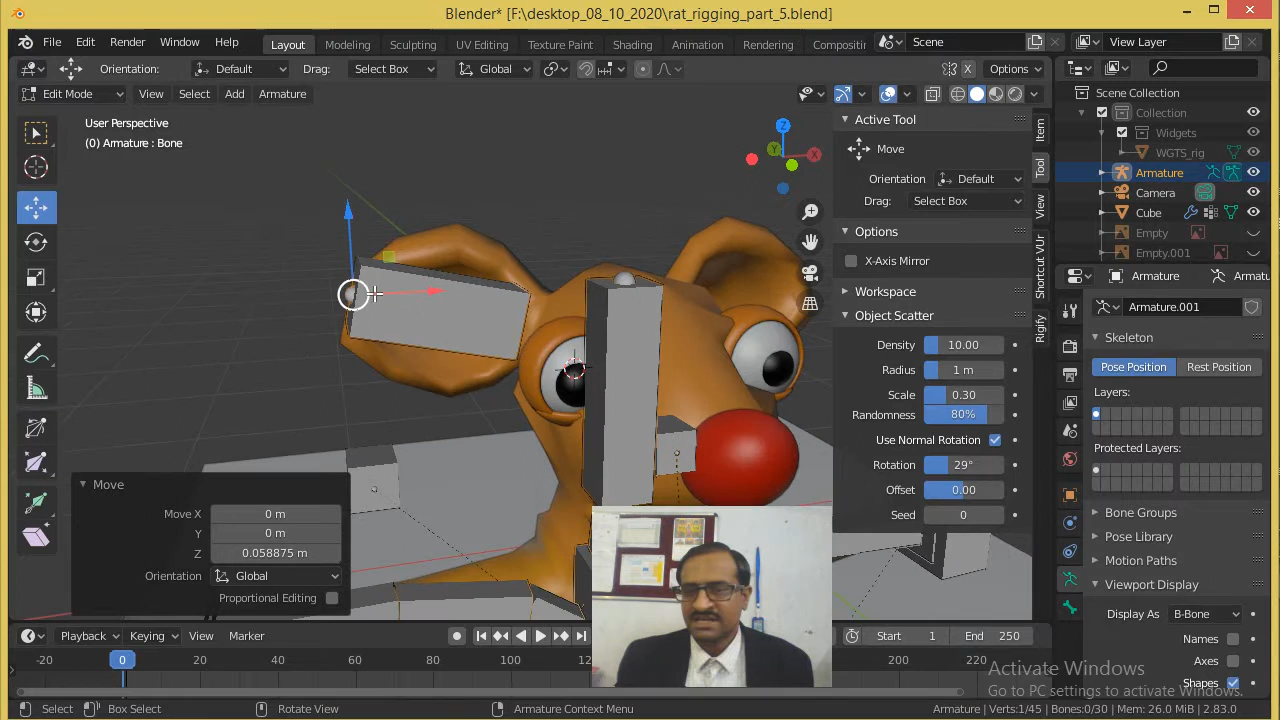 Blender* [F:\desktop_08_10_2020\rat_rigging_part_5.blend]
File Edit Render Window Help Layout Modeling Sculpting UV Editing Texture Paint Shading Animation Rendering Compositi Scene View Layer
Orientation: Default Drag: Select Box Global Options
Edit Mode View Select Add Armature
User Perspective
(0) Armature : Bone
Z
Y
X
Move
Move X 0 m
Y 0 m
Z 0.058875 m
Orientation Global
Proportional Editing
Active Tool
Move
Orientation Default
Drag: Select Box
Options
X-Axis Mirror
Workspace
Object Scatter
Density 10.00
Radius 1 m
Scale 0.30
Randomness 80%
Use Normal Rotation
Rotation 29°
Offset 0.00
Seed 0
Item
Tool
View
Shortcut VUr
Rigify
Scene Collection
Collection
Widgets
WGTS_rig
Armature
Camera
Cube
Empty
Empty.001
Armature Armatu
Armature.001
Skeleton
Pose Position Rest Position
Layers:
Protected Layers:
Bone Groups
Pose Library
Motion Paths
Viewport Display
Display As B-Bone
Names
Axes
Shapes
Playback Keying View Marker Start 1 End 250
-20 0 20 40 60 80 100 12 200 220
Activate Windows
Go to PC settings to activate Windows.
Select Box Select Rotate View Armature Context Menu Armature | Verts:1/45 | Bones:0/30 | Mem: 26.0 MiB | 2.83.0